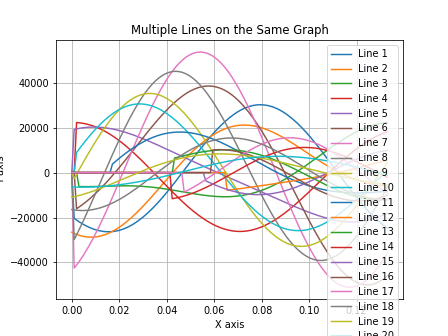 Multiple Lines on the Same Graph
40000
20000
0
−20000
−40000
0.00 0.02 0.04 0.06 0.08 0.10
X axis
Line 1
Line 2
Line 3
Line 4
Line 5
Line 6
Line 7
Line 8
Line 9
Line 10
Line 11
Line 12
Line 13
Line 14
Line 15
Line 16
Line 17
Line 18
Line 19
Line 20